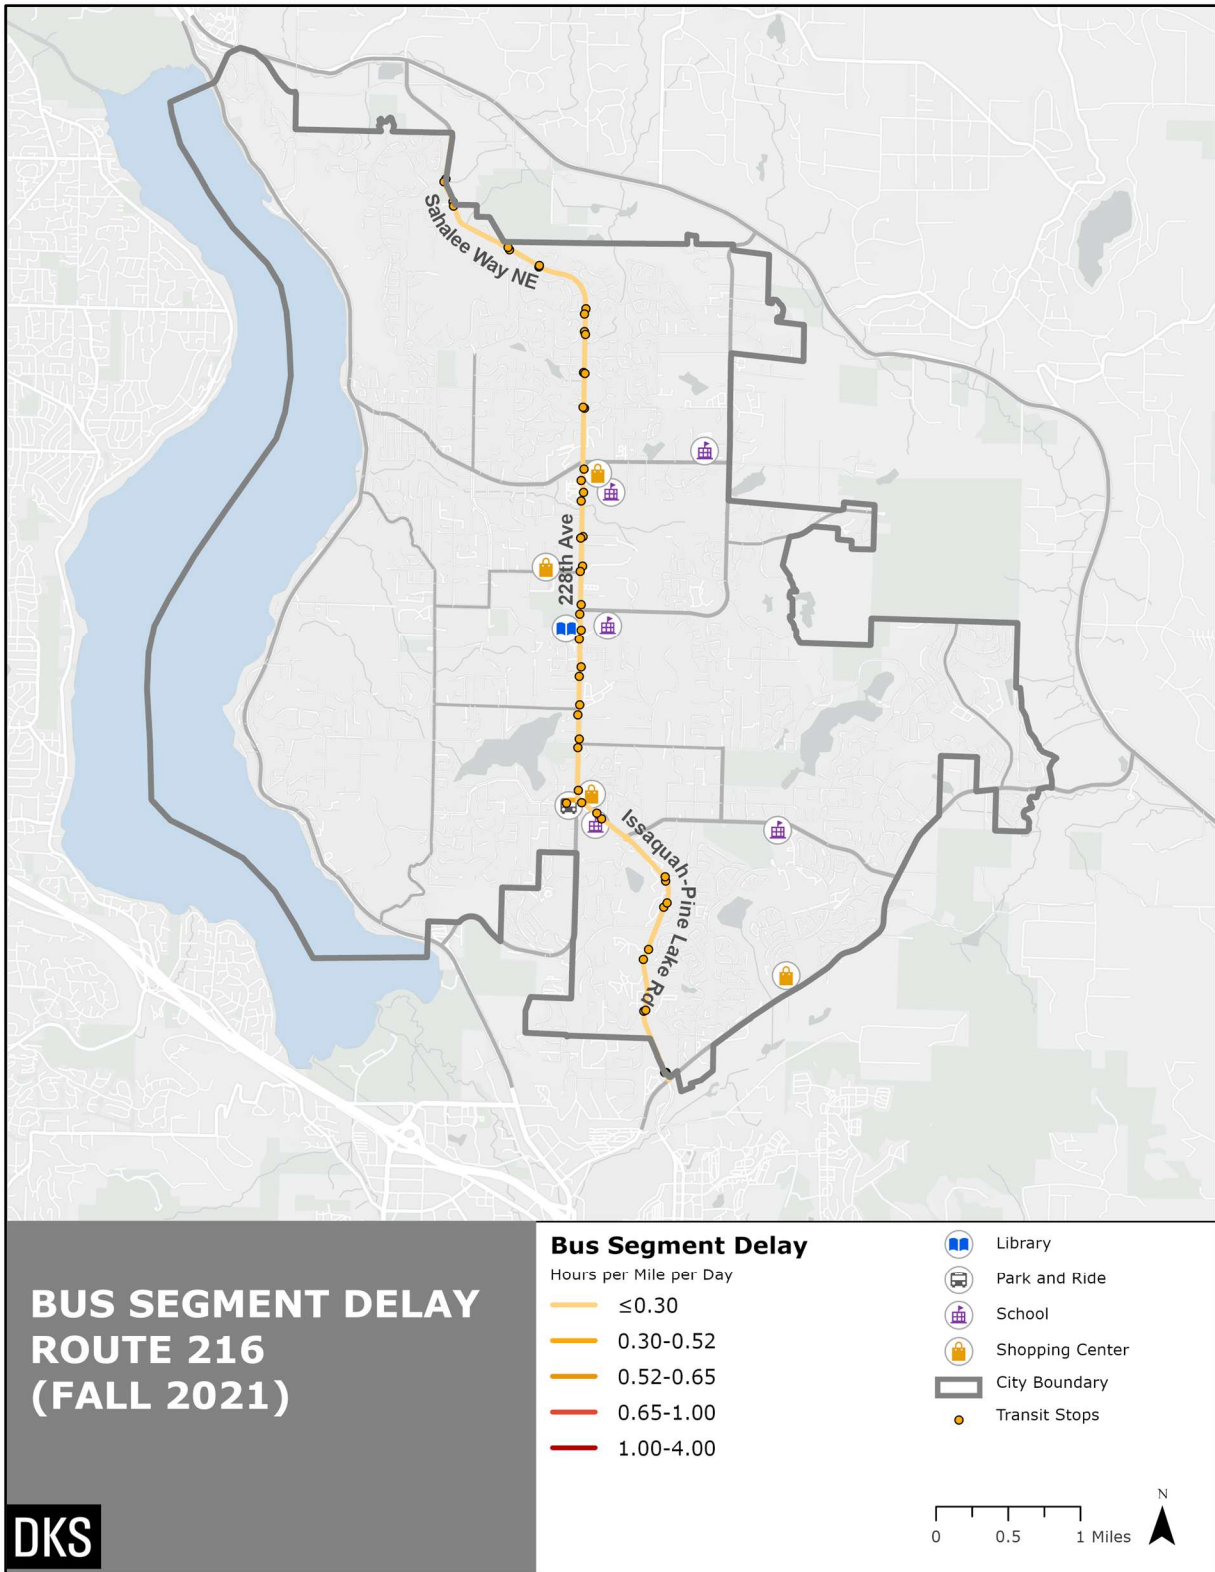 Sahalee Way NE
228th Ave
Issaquah-Pine Lake Rd
BUS SEGMENT DELAY
ROUTE 216
(FALL 2021)
DKS
Bus Segment Delay
Hours per Mile per Day
≤0.30
0.30-0.52
0.52-0.65
0.65-1.00
1.00-4.00
Library
Park and Ride
School
Shopping Center
City Boundary
Transit Stops
N
0 0.5 1 Miles